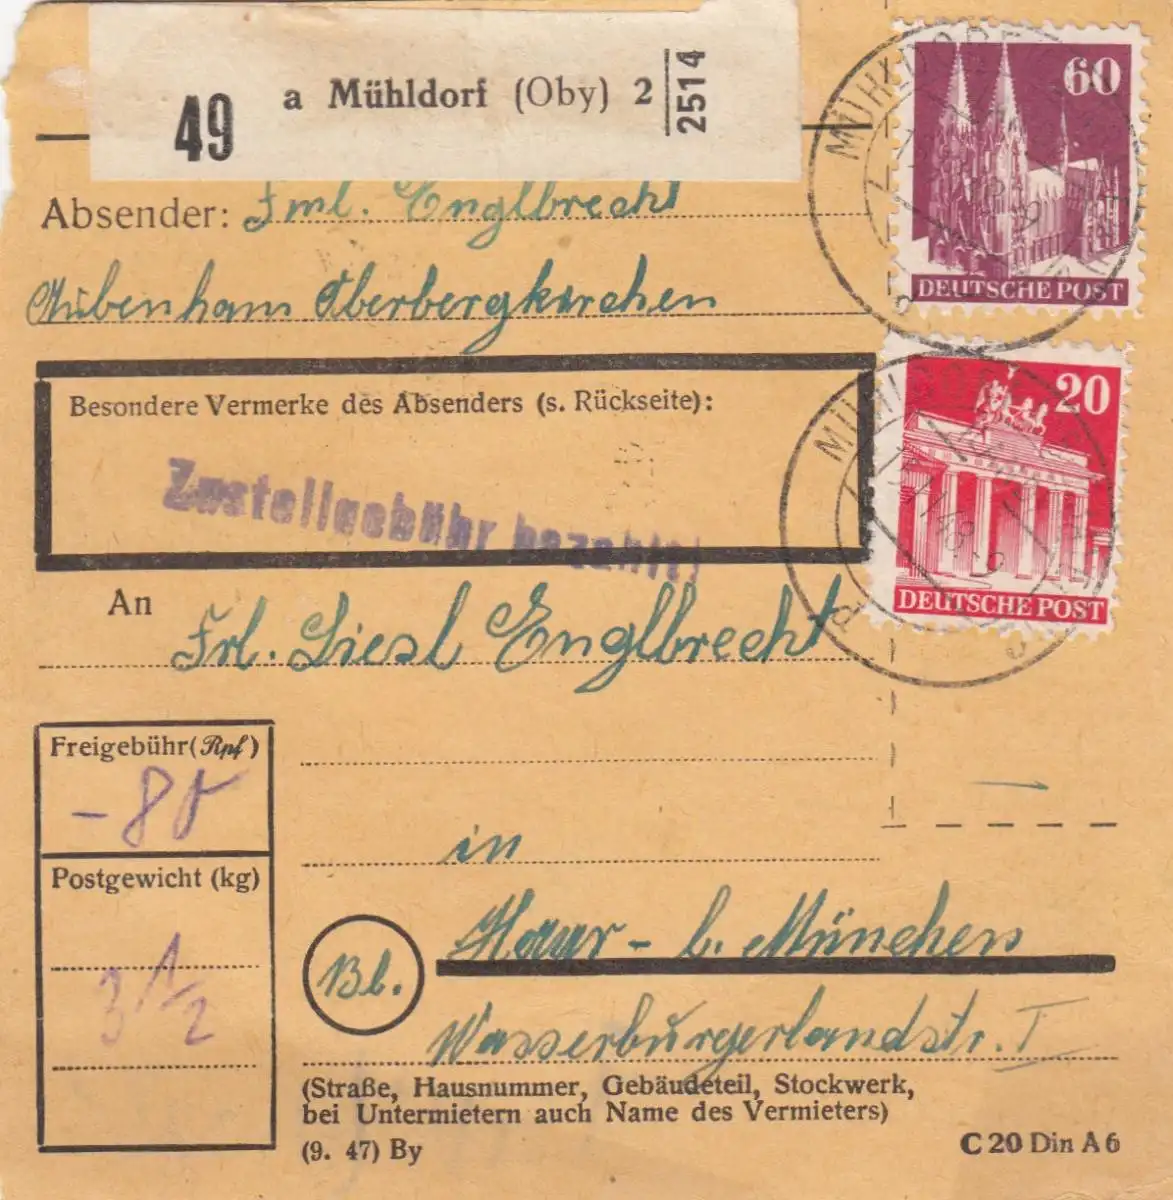 49 a Mühldorf (Oby) 2 2514
Absender: Fml. Englbrecht
Aubenham Oberbergkirchen
Besondere Vermerke des Absenders (s. Rückseite):
Zustellgebühr bezahlt!
An Frl. Liesl Englbrecht
Freigebühr (Rpf)
- 80
Postgewicht (kg)
3 1/2
in
Bl. Haar - b. München
Wasserburgerlandstr. I
(Straße, Hausnummer, Gebäudeteil, Stockwerk,
bei Untermietern auch Name des Vermieters)
(9. 47) By
C 20 Din A 6
60
DEUTSCHE POST
20
DEUTSCHE POST
MÜHLDORF
MÜHLDORF